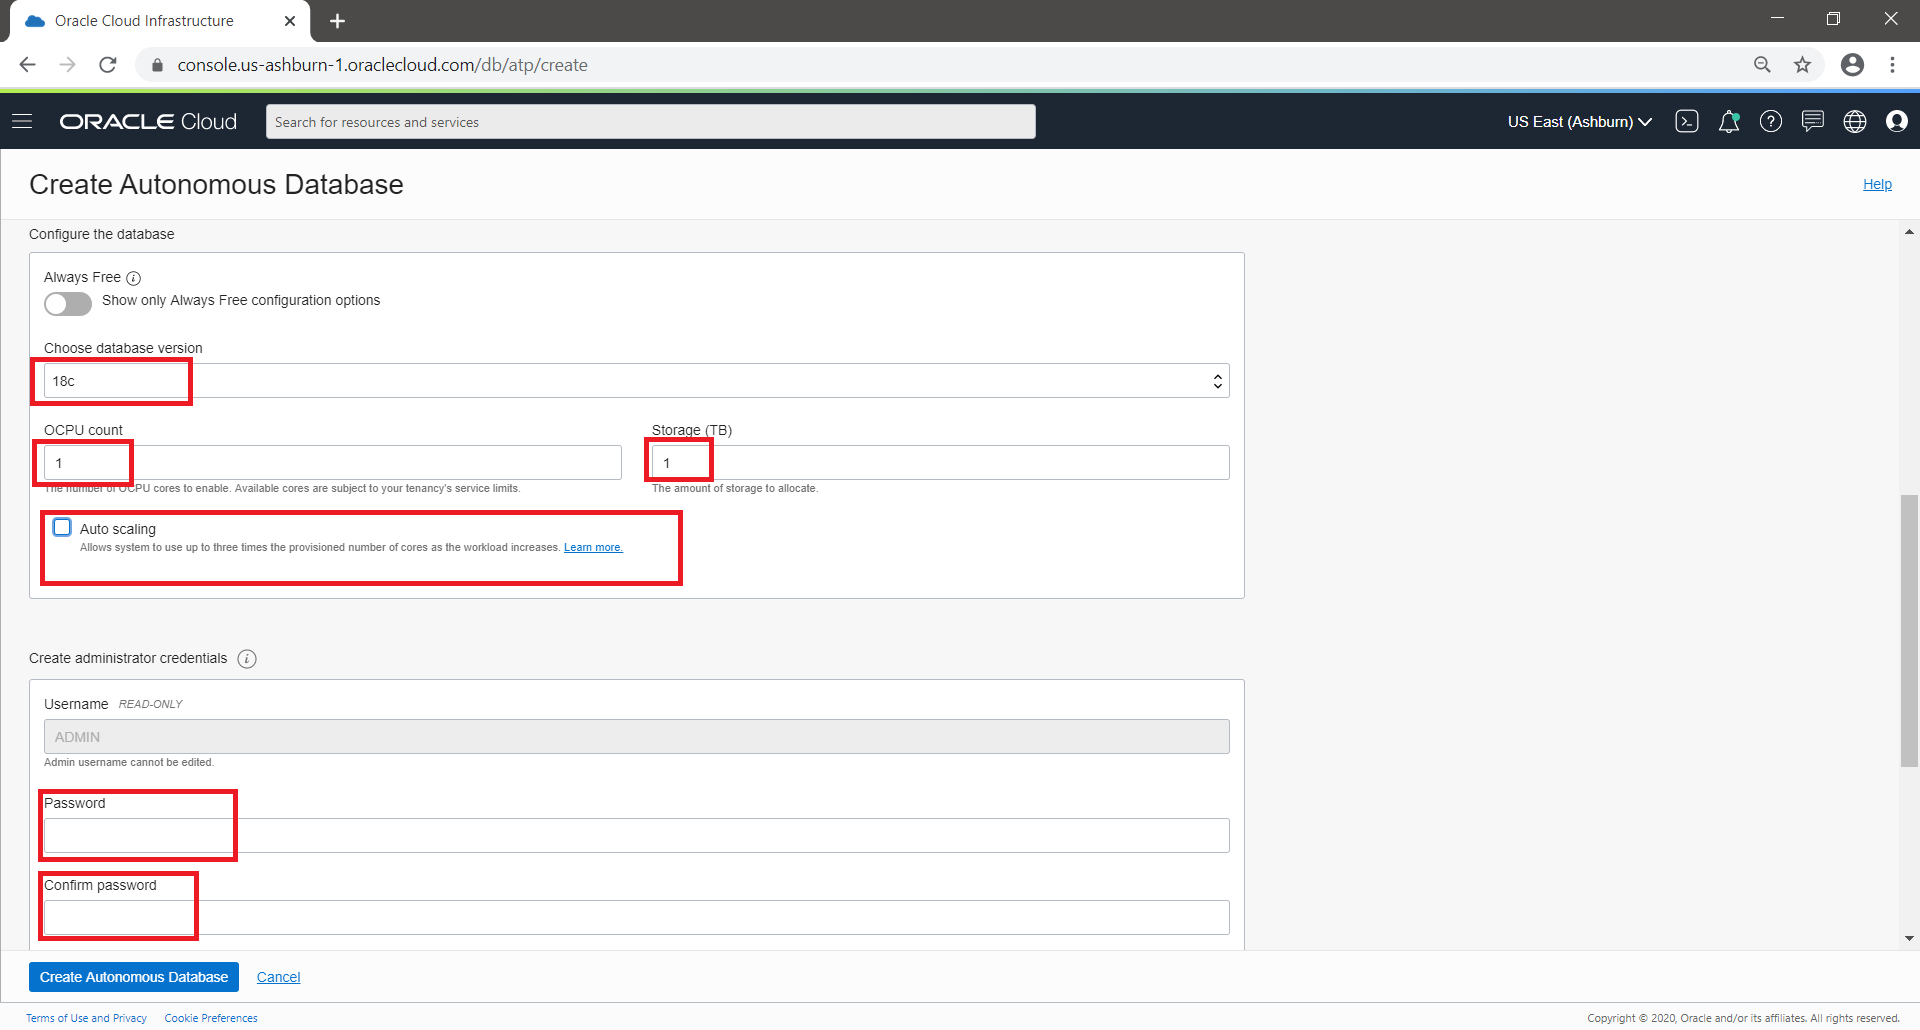 Oracle Cloud Infrastructure
console.us-ashburn-1.oraclecloud.com/db/atp/create
ORACLE Cloud
Search for resources and services
US East (Ashburn)
Create Autonomous Database
Help
Configure the database
Always Free
Show only Always Free configuration options
Choose database version
18c
OCPU count
Storage (TB)
1
1
The number of OCPU cores to enable. Available cores are subject to your tenancy's service limits.
The amount of storage to allocate.
Auto scaling
Allows system to use up to three times the provisioned number of cores as the workload increases. Learn more.
Create administrator credentials
Username READ-ONLY
ADMIN
Admin username cannot be edited.
Password
Confirm password
Create Autonomous Database
Cancel
Terms of Use and Privacy
Cookie Preferences
Copyright © 2020, Oracle and/or its affiliates. All rights reserved.